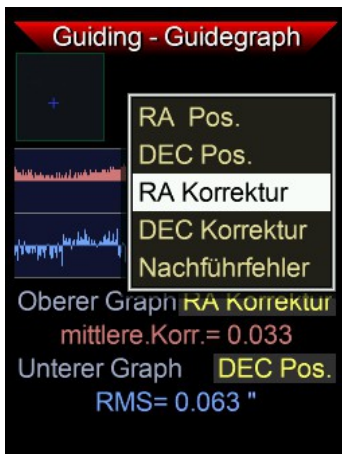 Guiding - Guidegraph
RA Pos.
DEC Pos.
RA Korrektur
DEC Korrektur
Nachführfehler
Oberer Graph RA Korrektur
mittlere.Korr.= 0.033
Unterer Graph DEC Pos.
RMS= 0.063 "